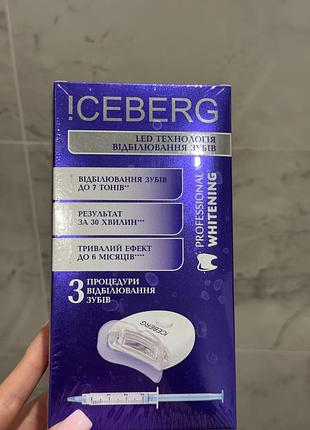 !CEBERG
LED ТЕХНОЛОГІЯ
ВІДБІЛЮВАННЯ ЗУБІВ
ВІДБІЛЮВАННЯ ЗУБІВ
ДО 7 ТОНІВ**
РЕЗУЛЬТАТ
ЗА 30 ХВИЛИН***
ТРИВАЛИЙ ЕФЕКТ
ДО 6 МІСЯЦІВ****
PROFESSIONAL
WHITENING
3 ПРОЦЕДУРИ
ВІДБІЛЮВАННЯ
ЗУБІВ
!CEBERG